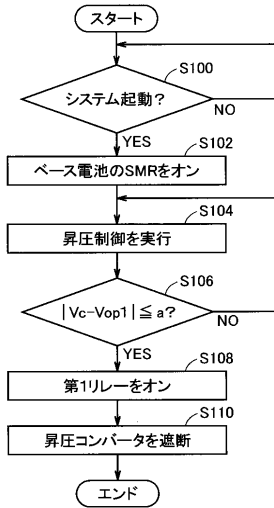 スタート
S100
システム起動?
NO
YES
S102
ベース電池のSMRをオン
S104
昇圧制御を実行
S106
|Vc-Vop1|≦a?
NO
YES
S108
第1リレーをオン
S110
昇圧コンバータを遮断
エンド